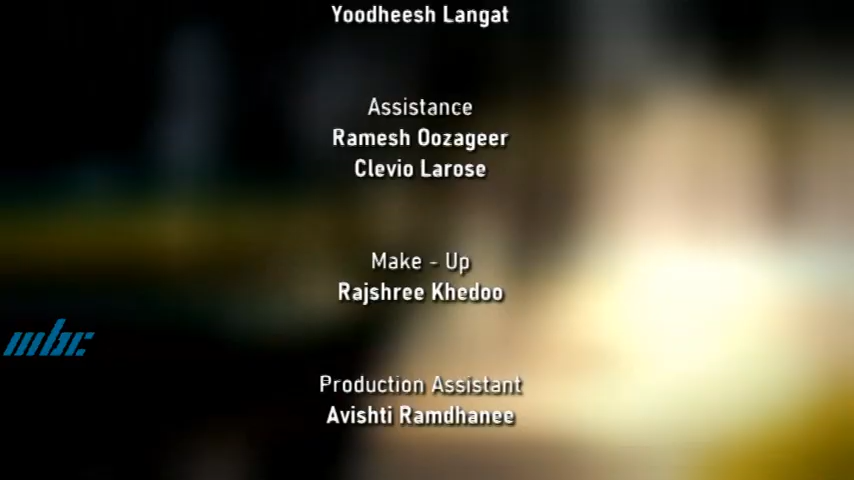 Yoodheesh Langat
Assistance
Ramesh Oozageer
Clevio Larose
Make - Up
Rajshree Khedoo
mbc
Production Assistant
Avishti Ramdhanee